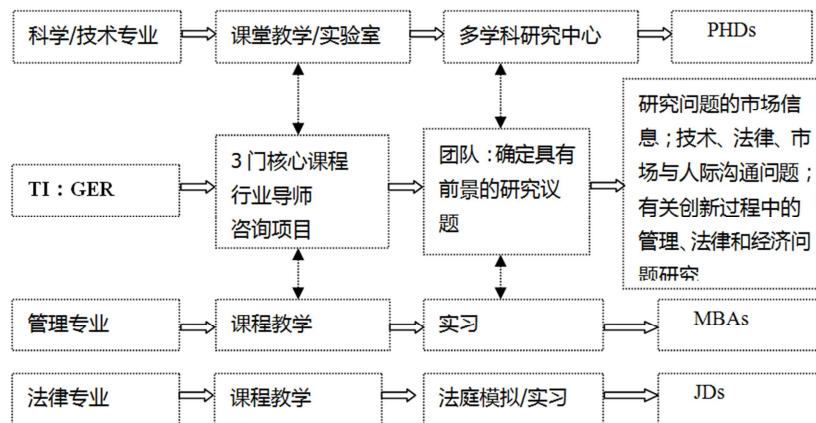 科学/技术专业
课堂教学/实验室
多学科研究中心
PHDs
TI：GER
3 门核心课程
行业导师
咨询项目
团队：确定具有
前景的研究议
题
研究问题的市场信
息；技术、法律、市
场与人际沟通问题；
有关创新过程中的
管理、法律和经济问
题研究
管理专业
课程教学
实习
MBAs
法律专业
课程教学
法庭模拟/实习
JDs